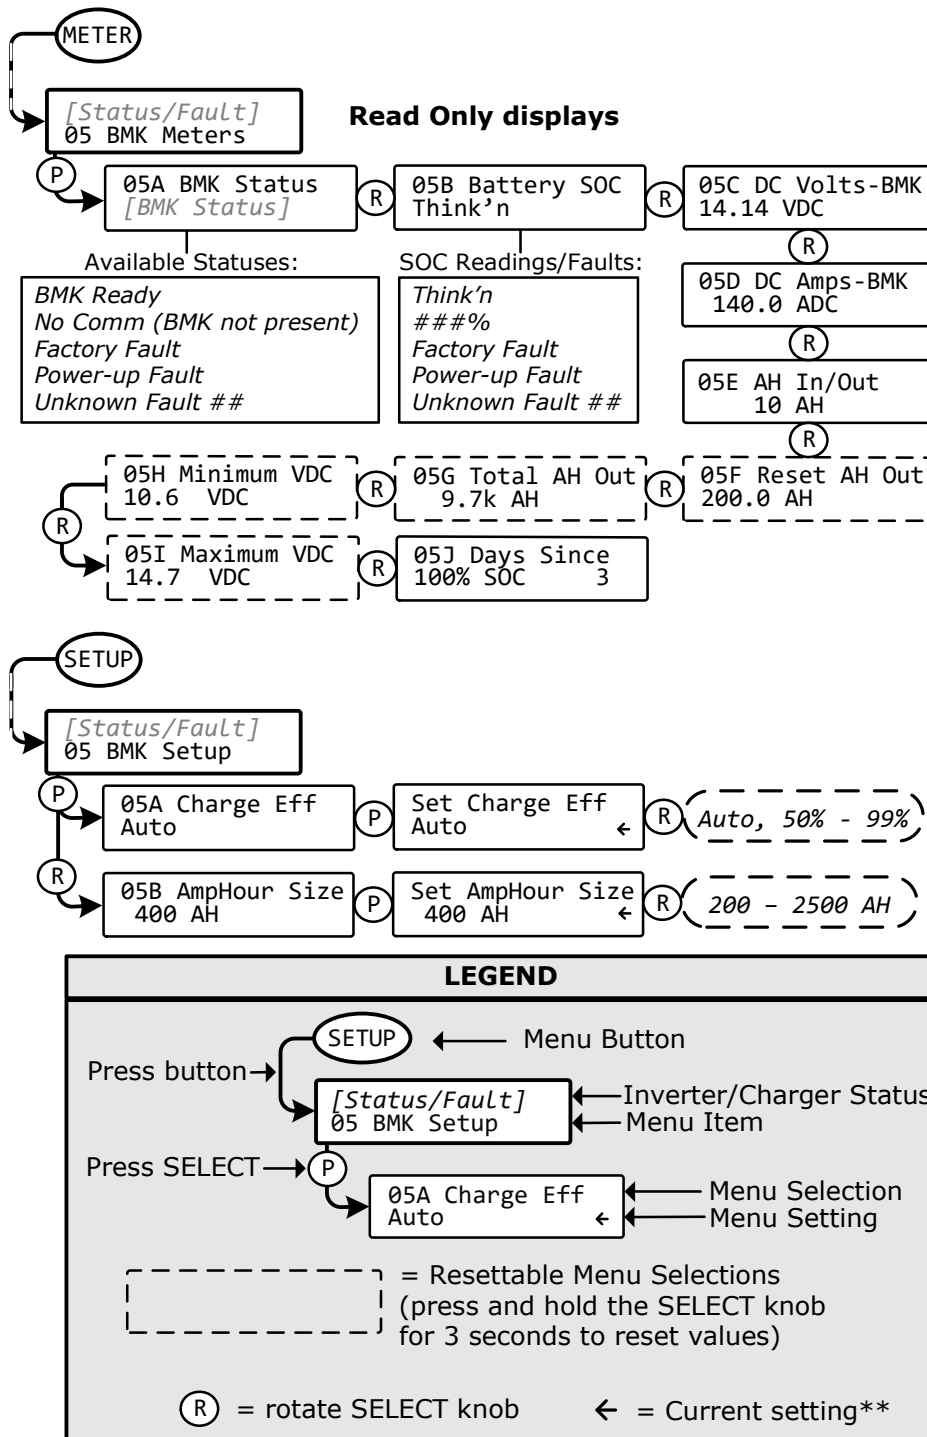 METER
[Status/Fault]
05 BMK Meters
Read Only displays
P
05A BMK Status
[BMK Status]
R
05B Battery SOC
Think'n
R
05C DC Volts-BMK
14.14 VDC
R
Available Statuses:
BMK Ready
No Comm (BMK not present)
Factory Fault
Power-up Fault
Unknown Fault ##
SOC Readings/Faults:
Think'n
###%
Factory Fault
Power-up Fault
Unknown Fault ##
05D DC Amps-BMK
140.0 ADC
R
05E AH In/Out
10 AH
R
05H Minimum VDC
10.6 VDC
R
05G Total AH Out
9.7k AH
R
05F Reset AH Out
200.0 AH
R
05I Maximum VDC
14.7 VDC
R
05J Days Since
100% SOC 3
SETUP
[Status/Fault]
05 BMK Setup
P
05A Charge Eff
Auto
P
Set Charge Eff
Auto ←
R
Auto, 50% - 99%
R
05B AmpHour Size
400 AH
P
Set AmpHour Size
400 AH ←
R
200 – 2500 AH
LEGEND
SETUP
Menu Button
Press button
[Status/Fault]
05 BMK Setup
Inverter/Charger Status
Menu Item
Press SELECT
P
05A Charge Eff
Auto ←
Menu Selection
Menu Setting
= Resettable Menu Selections
(press and hold the SELECT knob
for 3 seconds to reset values)
R = rotate SELECT knob
← = Current setting**